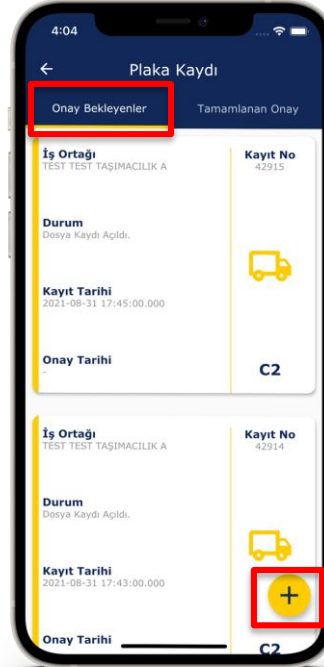 4:04
Plaka Kaydı
Onay Bekleyenler
Tamamlanan Onay
İş Ortağı
TEST TEST TAŞIMACILIK A
Kayıt No
42915
Durum
Dosya Kaydı Açıldı.
Kayıt Tarihi
2021-08-31 17:45:00.000
Onay Tarihi
-
C2
İş Ortağı
TEST TEST TAŞIMACILIK A
Kayıt No
42914
Durum
Dosya Kaydı Açıldı.
Kayıt Tarihi
2021-08-31 17:43:00.000
+
Onay Tarihi
C2